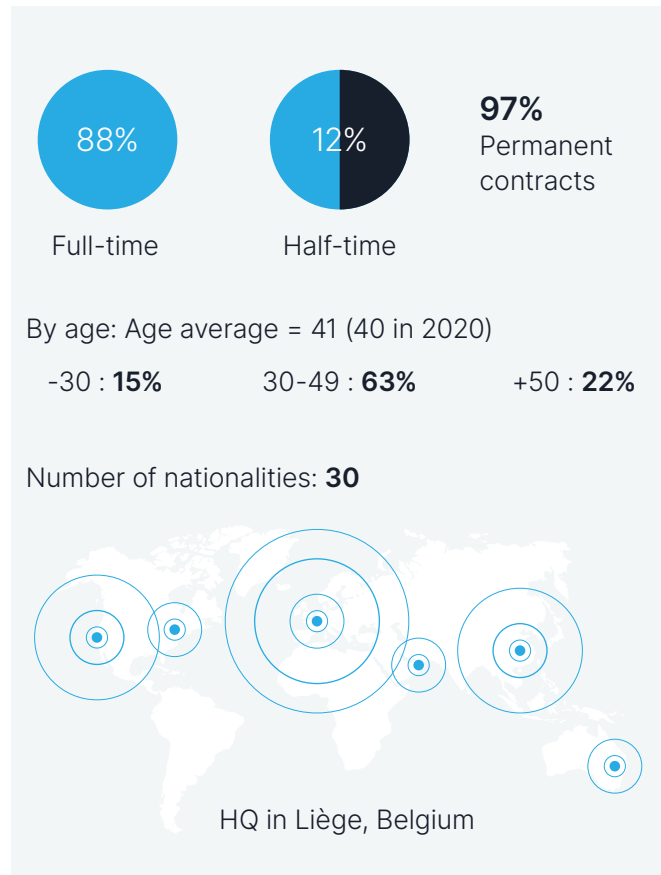 88%
12%
97%
Permanent
contracts
Full-time
Half-time
By age: Age average = 41 (40 in 2020)
-30 : 15%
30-49 : 63%
+50 : 22%
Number of nationalities: 30
HQ in Liège, Belgium